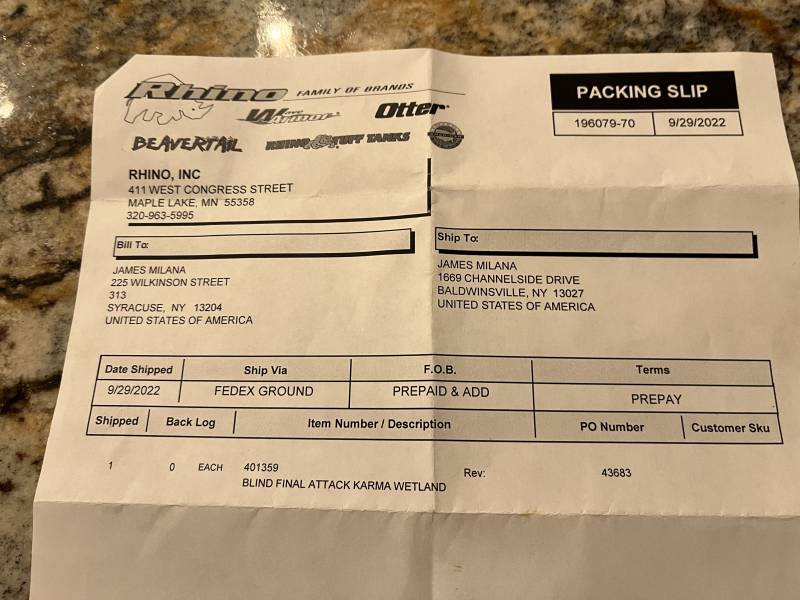 Rhino FAMILY OF BRANDS
Otter
BEAVERTAIL RHINO TUFF TANKS
PACKING SLIP
196079-70 9/29/2022
RHINO, INC
411 WEST CONGRESS STREET
MAPLE LAKE, MN 55358
320-963-5995
Bill To:
JAMES MILANA
225 WILKINSON STREET
313
SYRACUSE, NY 13204
UNITED STATES OF AMERICA
Ship To:
JAMES MILANA
1669 CHANNELSIDE DRIVE
BALDWINSVILLE, NY 13027
UNITED STATES OF AMERICA
Date Shipped Ship Via F.O.B. Terms
9/29/2022 FEDEX GROUND PREPAID & ADD PREPAY
Shipped Back Log Item Number / Description PO Number Customer Sku
1 0 EACH 401359 Rev: 43683
BLIND FINAL ATTACK KARMA WETLAND